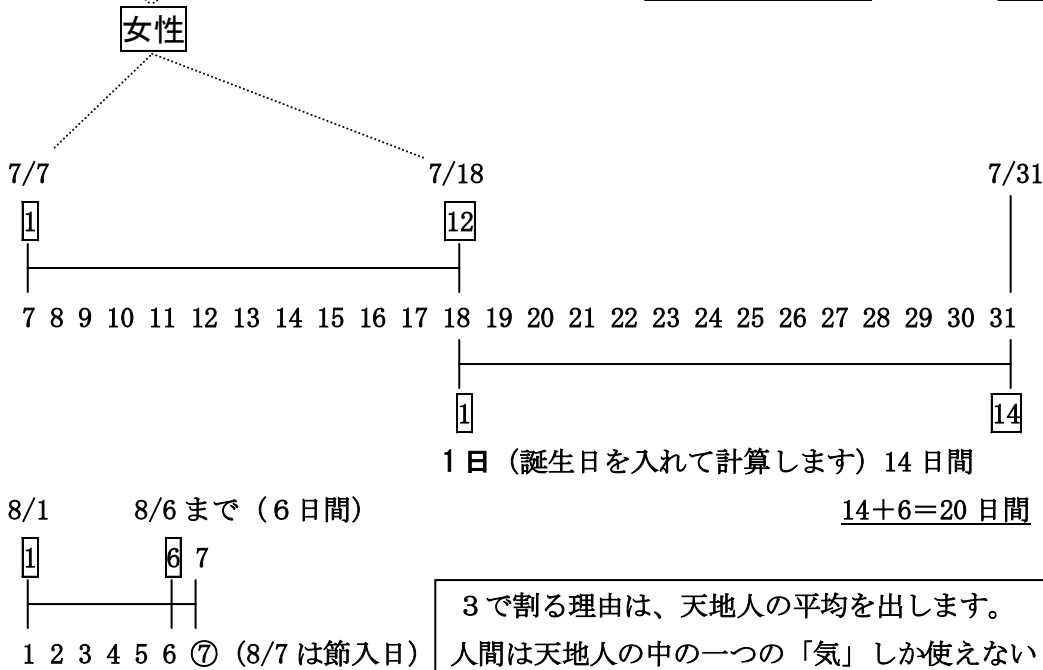 女性
7/7 7/18 7/31
1 12
7 8 9 10 11 12 13 14 15 16 17 18 19 20 21 22 23 24 25 26 27 28 29 30 31
1 14
1日（誕生日を入れて計算します）14 日間
8/1 8/6 まで（6 日間） 14＋6＝20 日間
1 6 7
1 2 3 4 5 6 ⑦（8/7 は節入日）
３で割る理由は、天地人の平均を出します。
人間は天地人の中の一つの「気」しか使えない